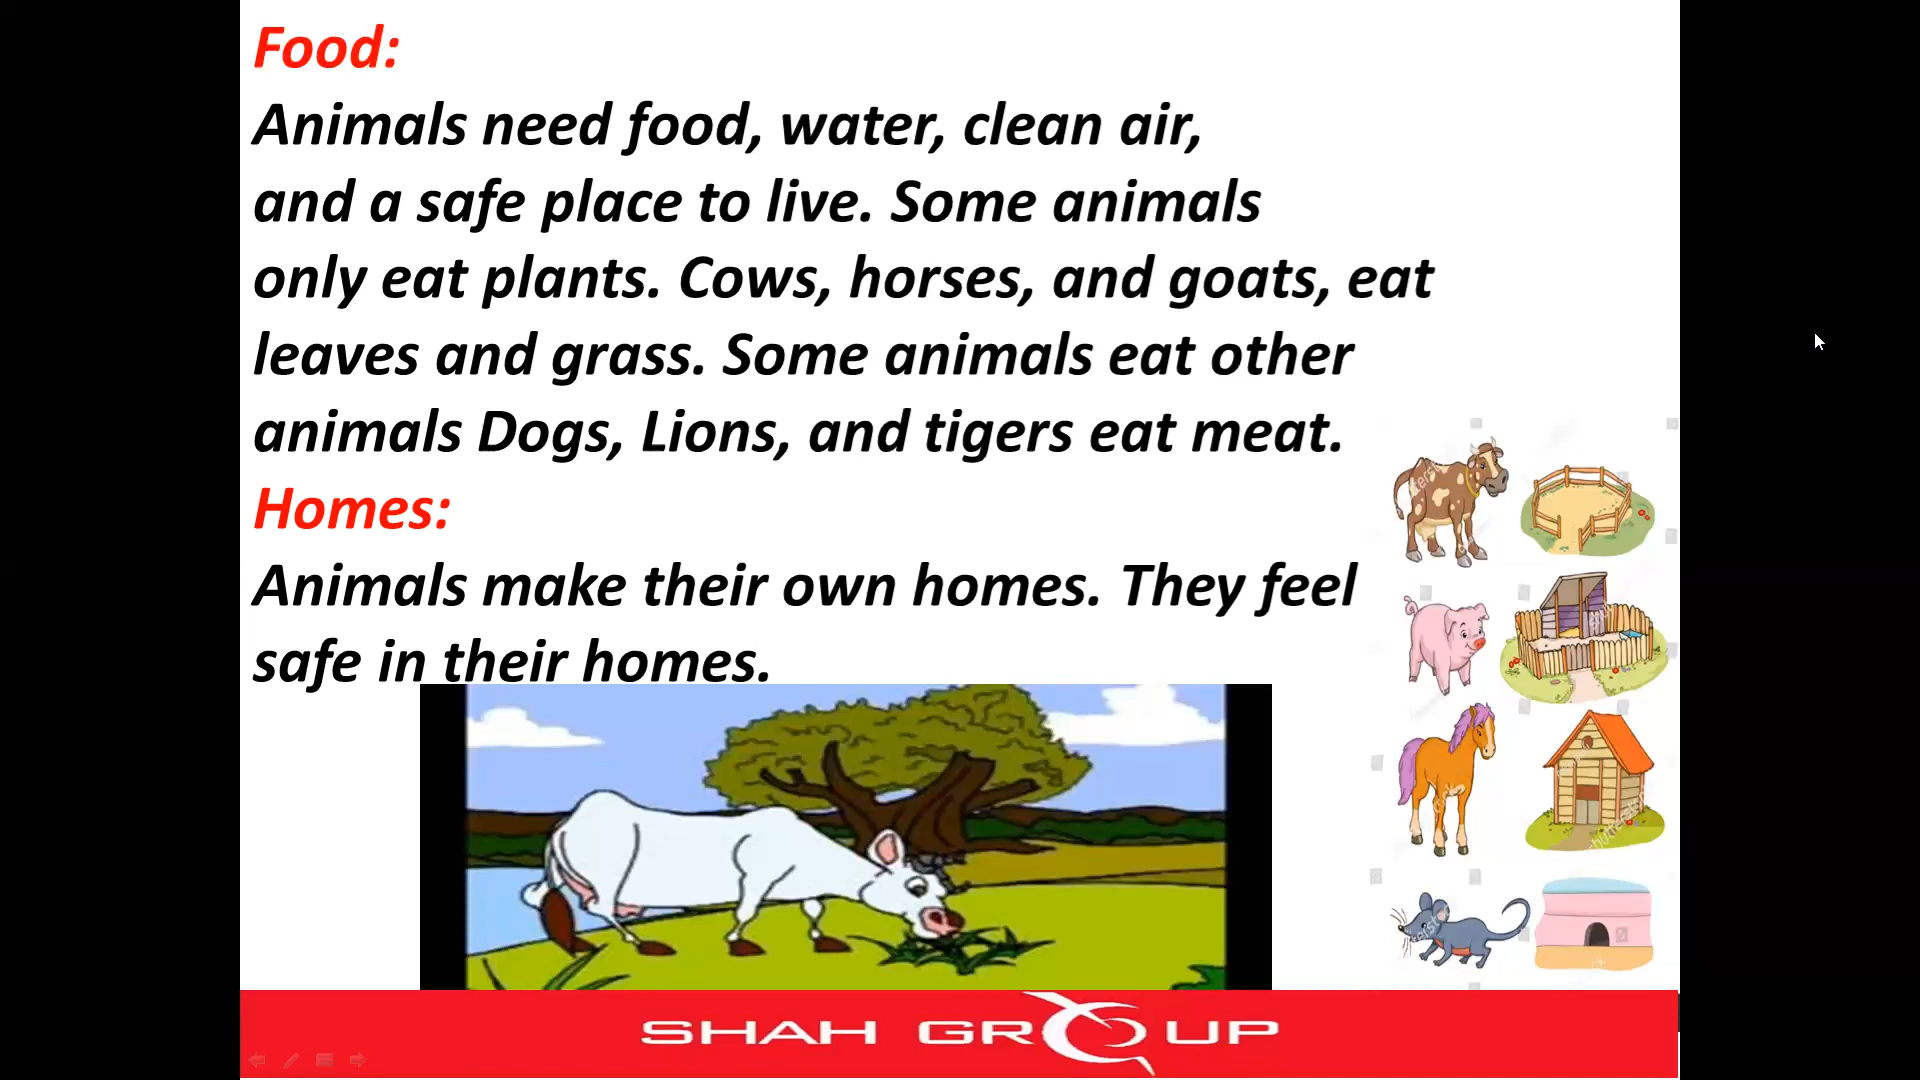 Food:
Animals need food, water, clean air,
and a safe place to live. Some animals
only eat plants. Cows, horses, and goats, eat
leaves and grass. Some animals eat other
animals Dogs, Lions, and tigers eat meat.
Homes:
Animals make their own homes. They feel
safe in their homes.
SHAH GROUP